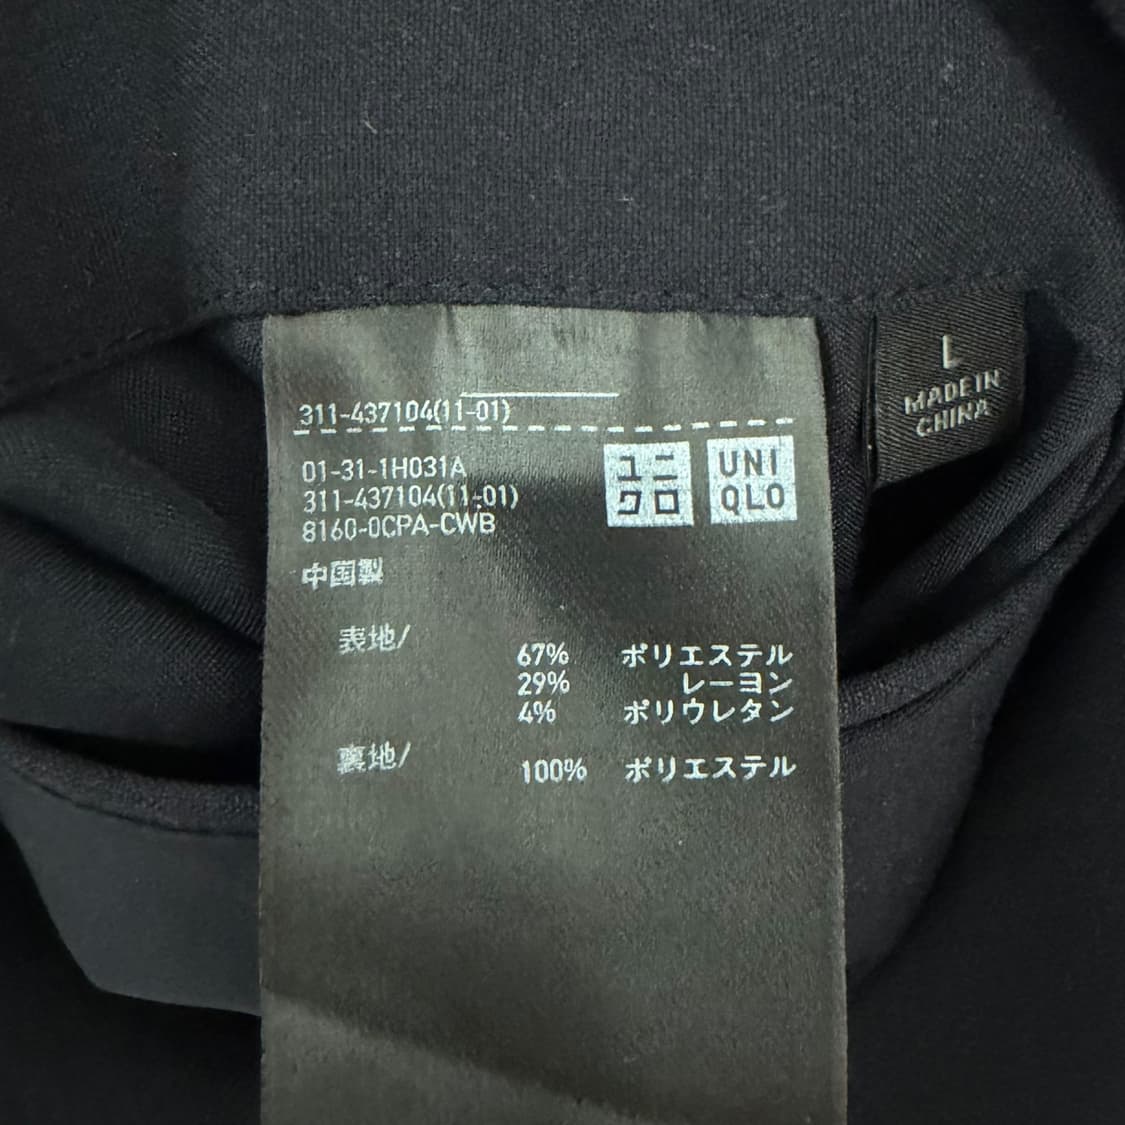 311-437104(11-01)
01-31-1H031A
311-437104(11-01)
8160-0CPA-CWB
ユニ
クロ
UNI
QLO
中国製
表地/
67% ポリエステル
29% レーヨン
4% ポリウレタン
裏地/
100% ポリエステル
L
MADE IN
CHINA